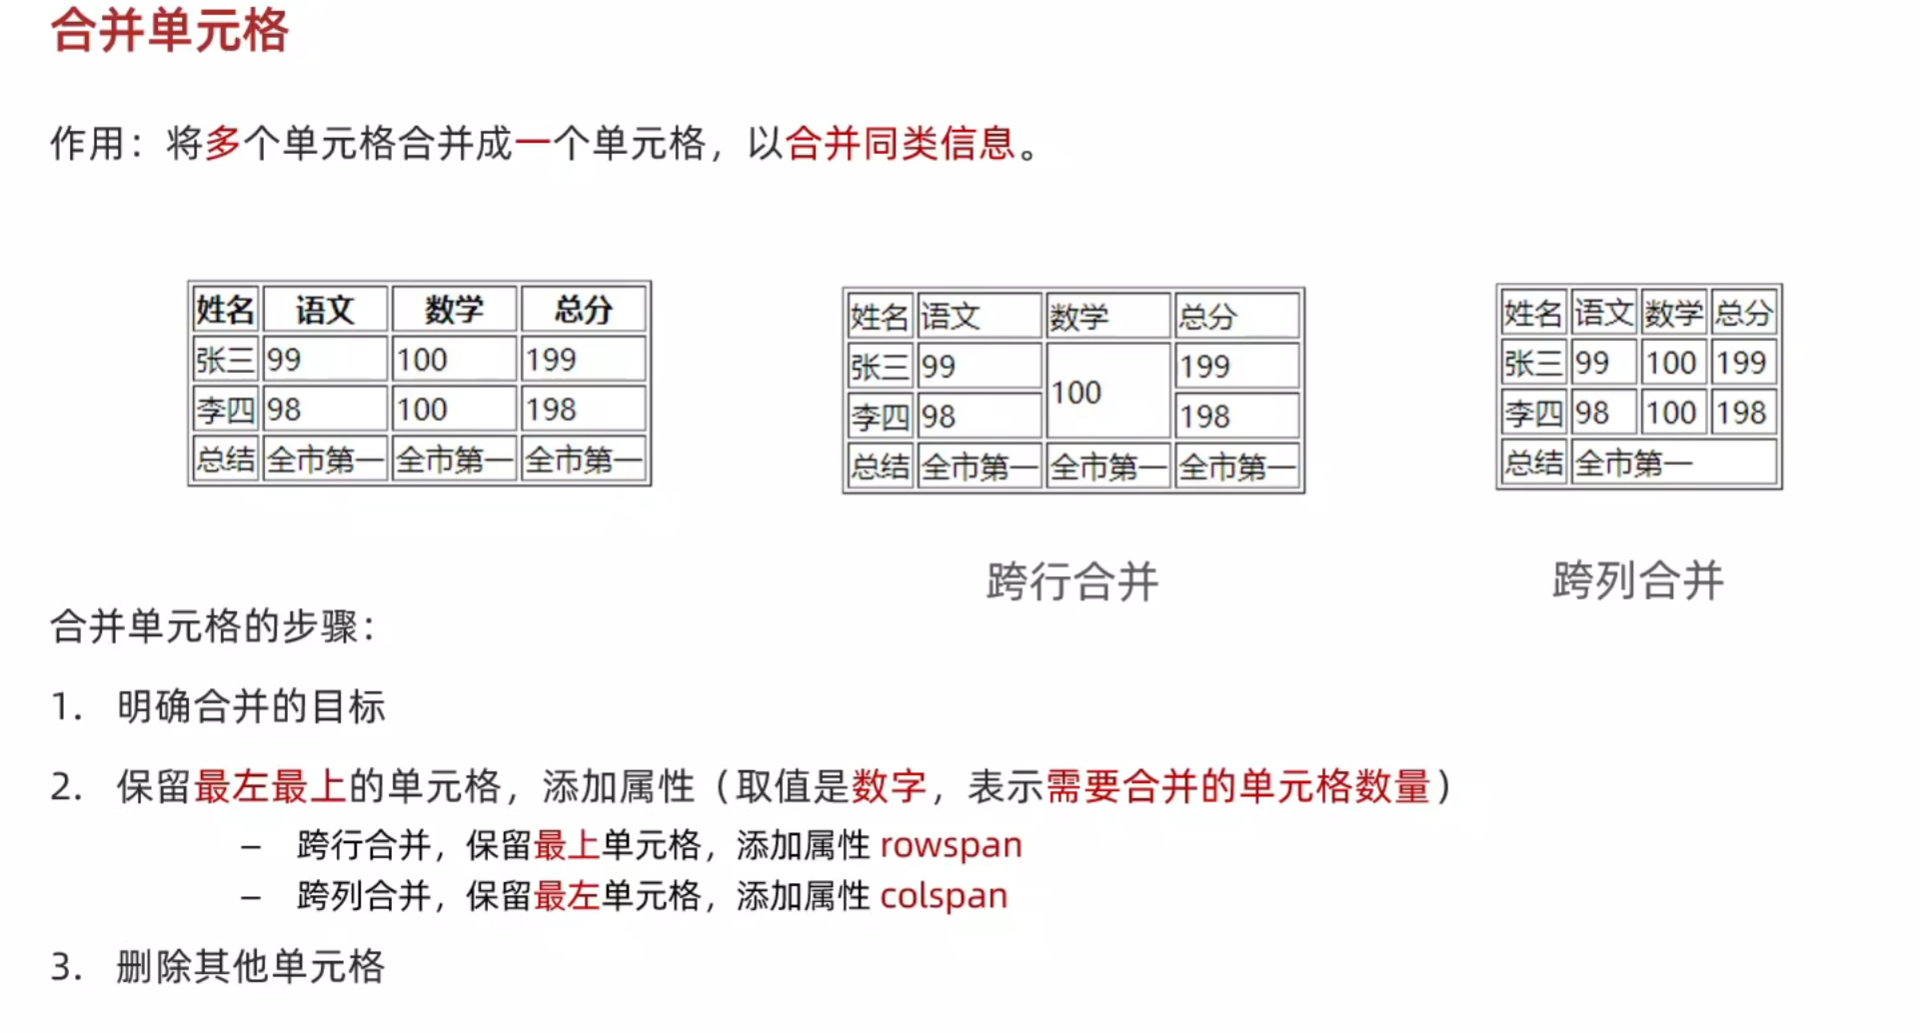 合并单元格
作用：将多个单元格合并成一个单元格，以合并同类信息。
姓名 语文 数学 总分
张三 99 100 199
李四 98 100 198
总结 全市第一 全市第一 全市第一
姓名 语文 数学 总分
张三 99 100 199
李四 98 198
总结 全市第一 全市第一 全市第一
跨行合并
姓名 语文 数学 总分
张三 99 100 199
李四 98 100 198
总结 全市第一
跨列合并
合并单元格的步骤：
1. 明确合并的目标
2. 保留最左最上的单元格，添加属性（取值是数字，表示需要合并的单元格数量）
– 跨行合并，保留最上单元格，添加属性 rowspan
– 跨列合并，保留最左单元格，添加属性 colspan
3. 删除其他单元格